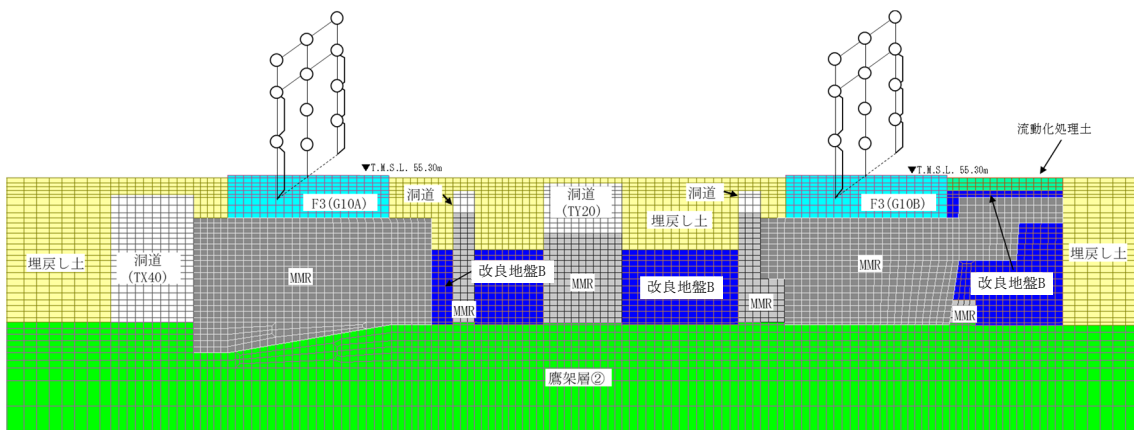 流動化処理土
▼T.M.S.L. 55.30m
▼T.M.S.L. 55.30m
洞道
洞道
(TY20)
洞道
F3(G10A)
F3(G10B)
埋戻し土
埋戻し土
洞道
(TX40)
MMR
改良地盤B
MMR
改良地盤B
MMR
MMR
改良地盤B
埋戻し土
MMR
MMR
鷹架層②